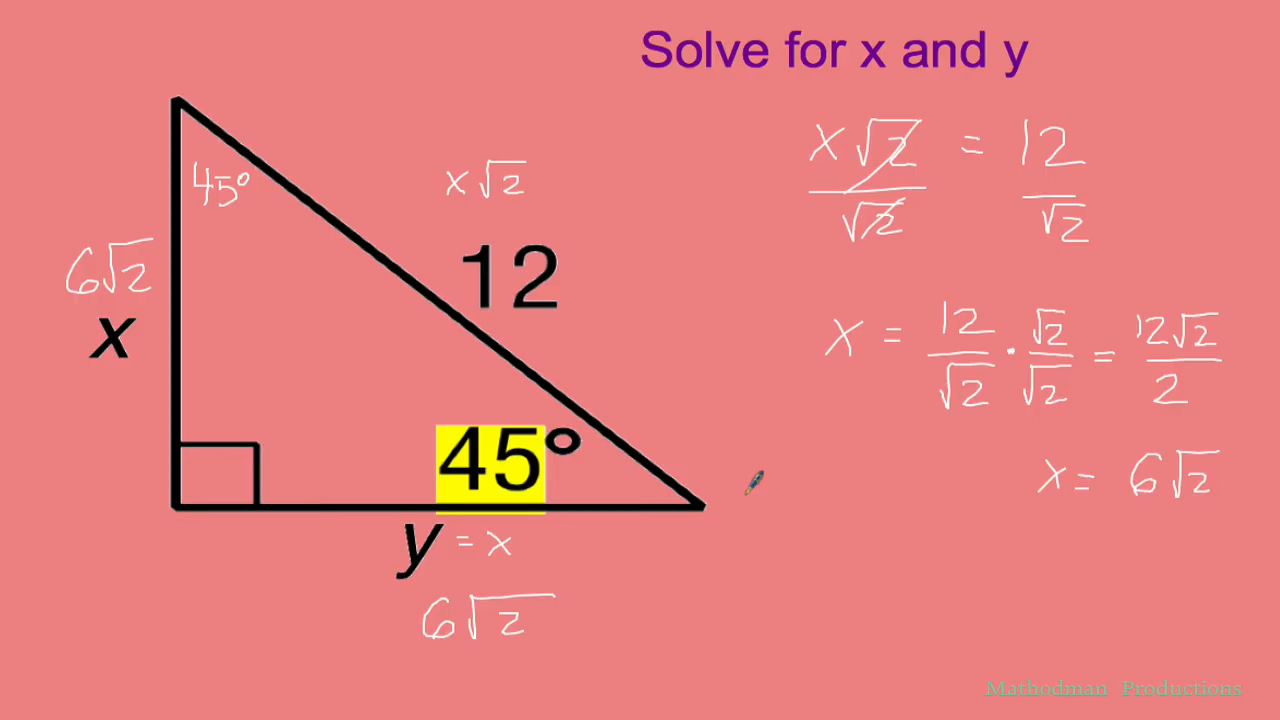 Solve for x and y
x√2 = 12
√2 √2
45°
x√2
6√2
12
x
x = 12/√2 · √2/√2 = 12√2/2
45°
x = 6√2
y = x
6√2
Mathodman Productions